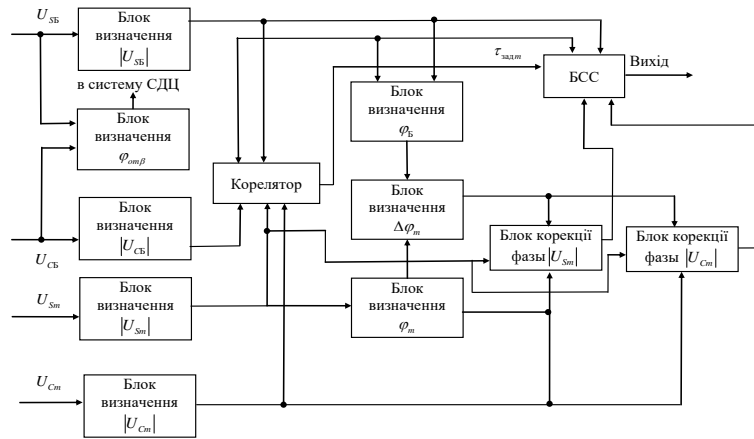 U_SБ
Блок
визначення
|U_SБ|
в систему СДЦ
Блок
визначення
φ_отβ
Блок
визначення
|U_CБ|
U_CБ
U_Sm
Блок
визначення
|U_Sm|
U_Cm
Блок
визначення
|U_Cm|
Корелятор
Блок
визначення
φ_Б
Блок
визначення
Δφ_m
Блок
визначення
φ_m
τ_задm
БСС
Вихід
Блок корекції
фазы |U_Sm|
Блок корекції
фазы |U_Cm|